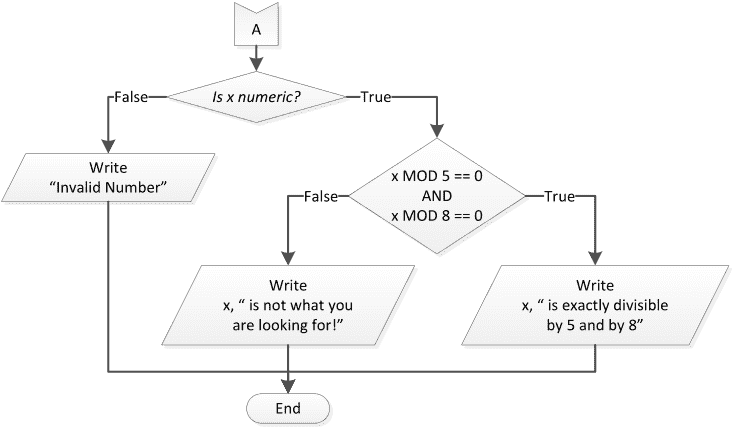 A
Is x numeric?
False
True
Write
“Invalid Number”
x MOD 5 == 0
AND
x MOD 8 == 0
False
True
Write
x, “ is not what you
are looking for!”
Write
x, “ is exactly divisible
by 5 and by 8”
End